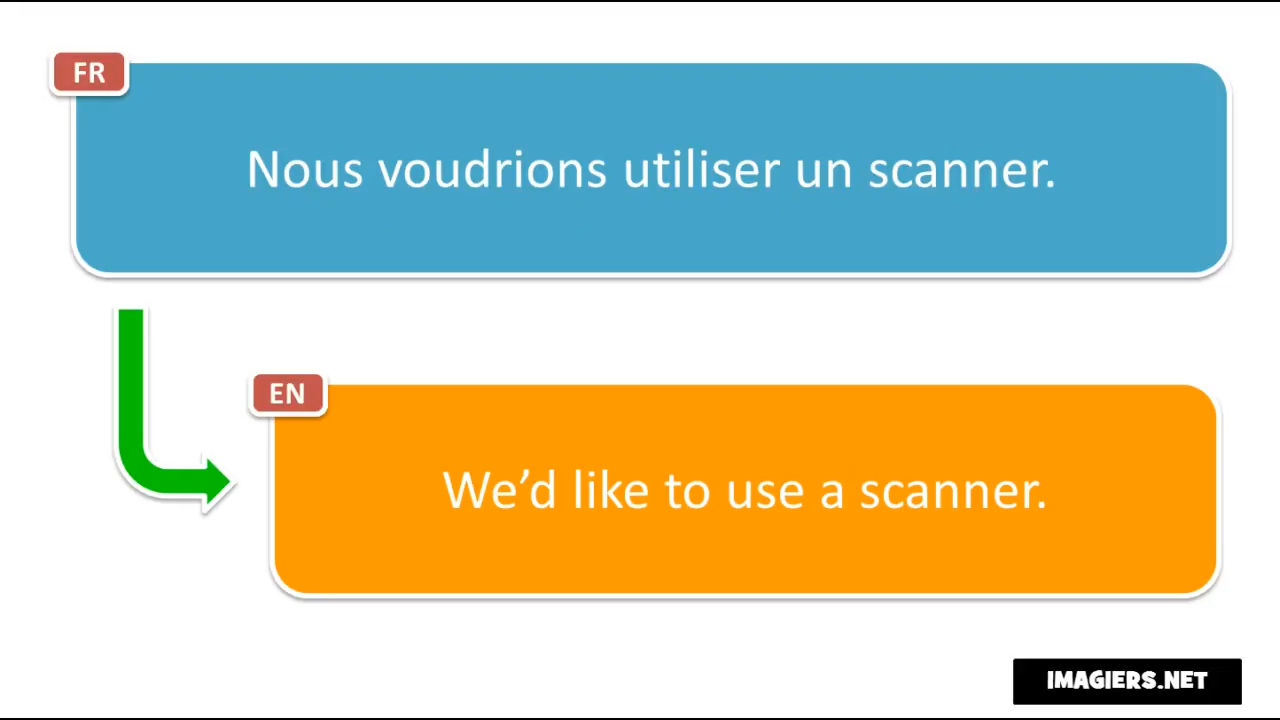 FR
Nous voudrions utiliser un scanner.
EN
We’d like to use a scanner.
IMAGIERS.NET